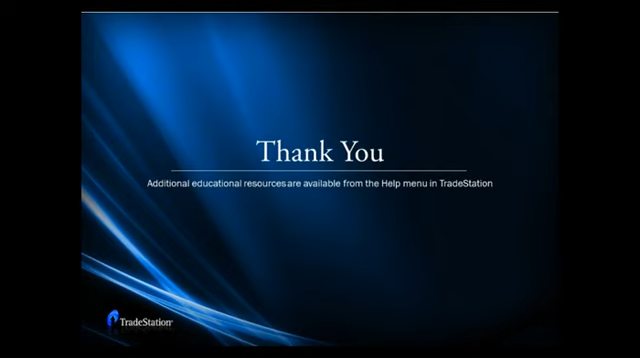 Thank You
Additional educational resources are available from the Help menu in TradeStation
TradeStation®